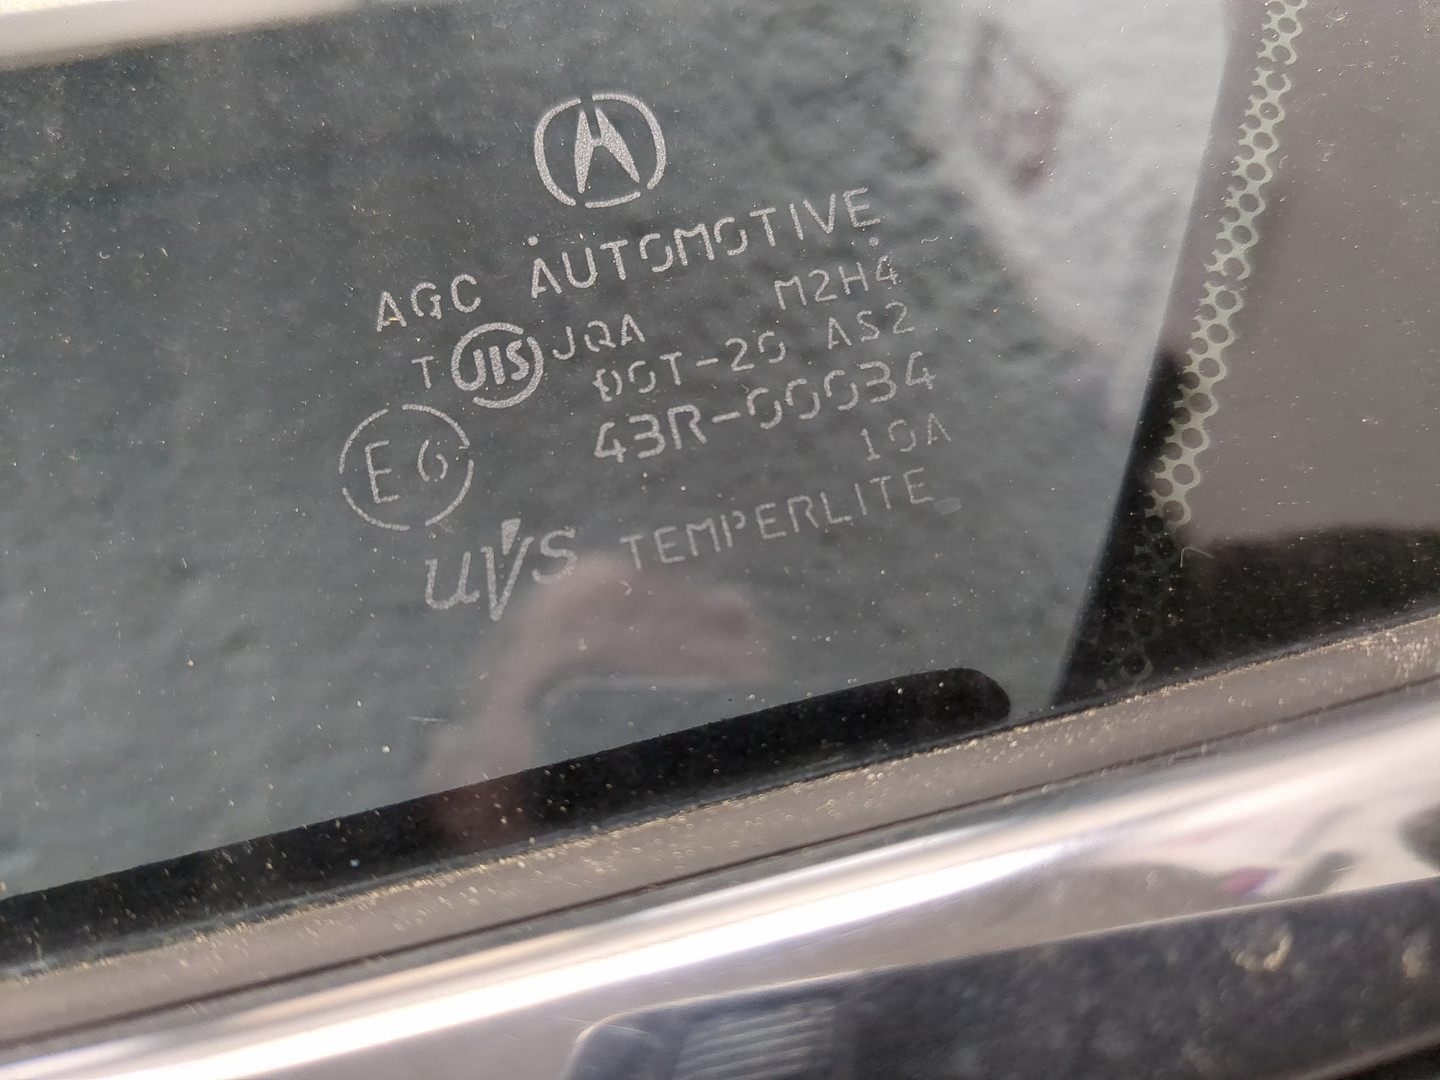 AGC AUTOMOTIVE
M2H4
T JIS JQA
DOT-20 AS2
E6 43R-00034
10A
UVS TEMPERLITE